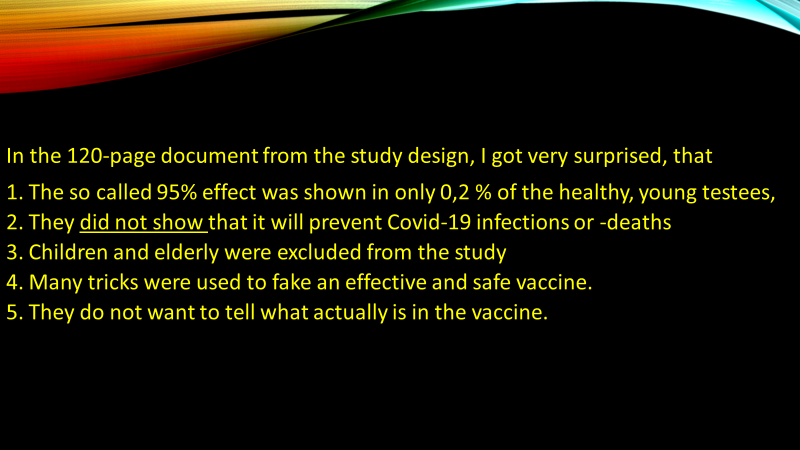 In the 120-page document from the study design, I got very surprised, that
1. The so called 95% effect was shown in only 0,2 % of the healthy, young testees,
2. They did not show that it will prevent Covid-19 infections or -deaths
3. Children and elderly were excluded from the study
4. Many tricks were used to fake an effective and safe vaccine.
5. They do not want to tell what actually is in the vaccine.